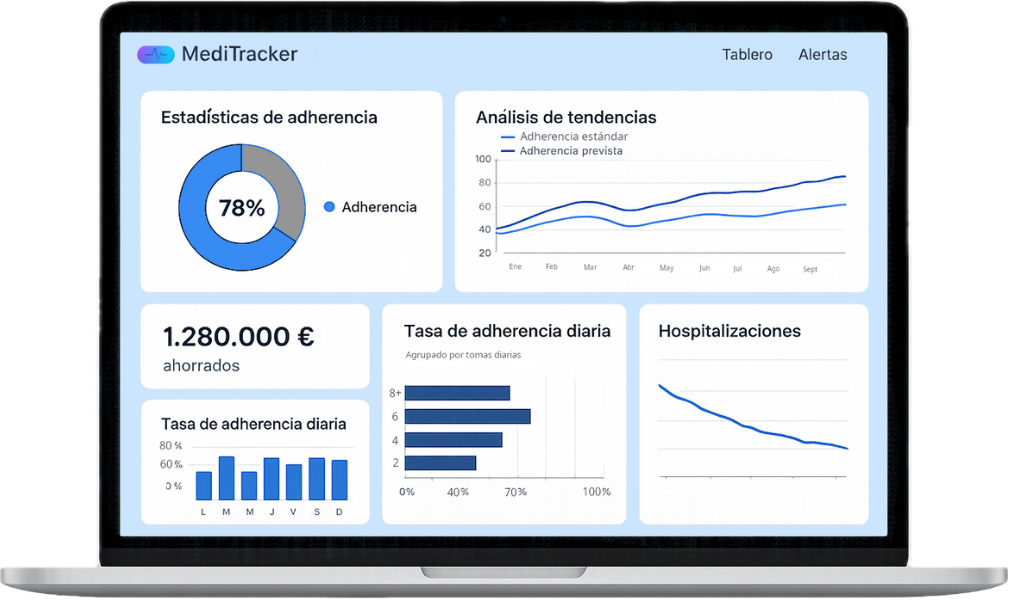 MediTracker
Tablero
Alertas
Estadísticas de adherencia
78%
Adherencia
Análisis de tendencias
Adherencia estándar
Adherencia prevista
100
80
60
40
20
Ene Feb Mar Abr May Jun Jul Ago Sept
1.280.000 €
ahorrados
Tasa de adherencia diaria
80 %
60 %
0 %
L M M J V S D
Tasa de adherencia diaria
Agrupado por tomas diarias
8+
6
4
2
0% 40% 70% 100%
Hospitalizaciones